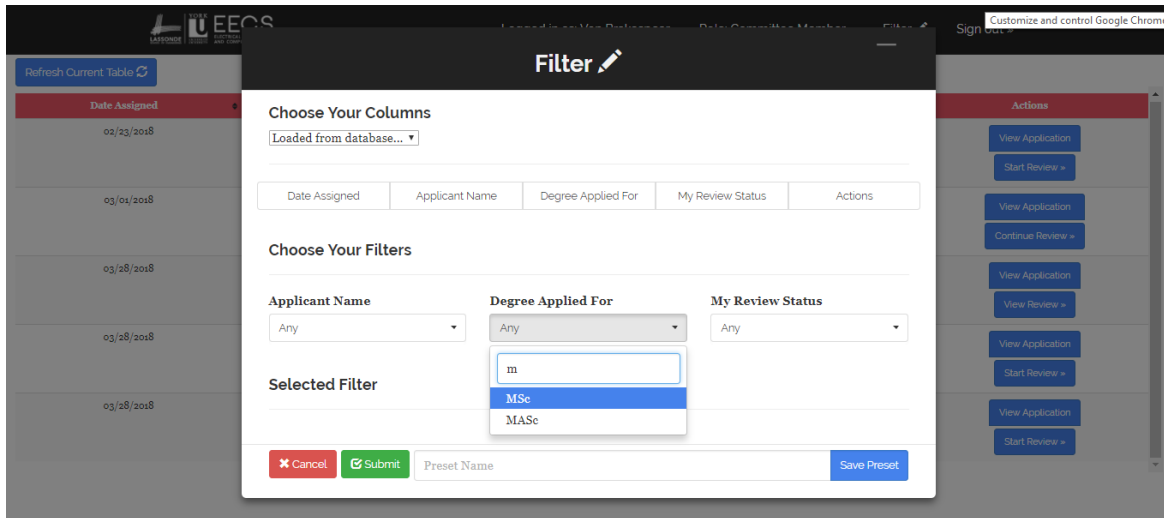 LASSONDE YORK U EECS
Sign out »
Customize and control Google Chrome
Filter
Refresh Current Table
Date Assigned Actions
Choose Your Columns
Loaded from database...
02/23/2018 View Application
Start Review »
Date Assigned Applicant Name Degree Applied For My Review Status Actions
03/01/2018 View Application
Continue Review »
Choose Your Filters
03/28/2018 View Application
Applicant Name Degree Applied For My Review Status
View Review »
Any Any Any
03/28/2018 View Application
m
Start Review »
Selected Filter
MSc
03/28/2018 View Application
MASc
Start Review »
Cancel Submit Preset Name Save Preset